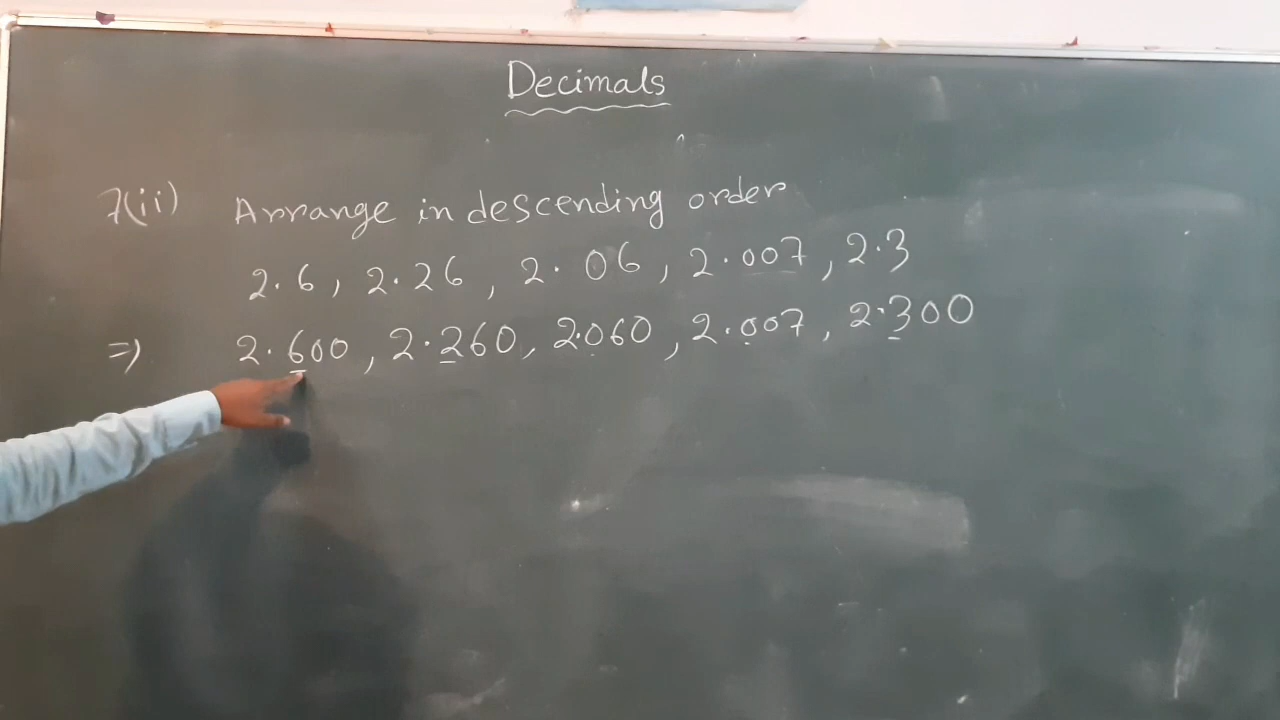 Decimals
7(ii) Arrange in descending order
2.6, 2.26, 2.06, 2.007, 2.3
⇒ 2.600, 2.260, 2.060, 2.007, 2.300